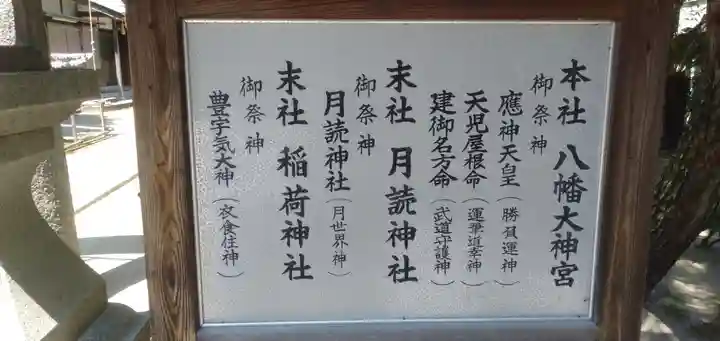 本社 八幡大神宮
御祭神
應神天皇（勝負運神）
天児屋根命（運筆道幸神）
建御名方命（武道守護神）
末社 月読神社
御祭神
月読神社（月世界神）
末社 稲荷神社
御祭神
豊宇気大神（衣食住神）